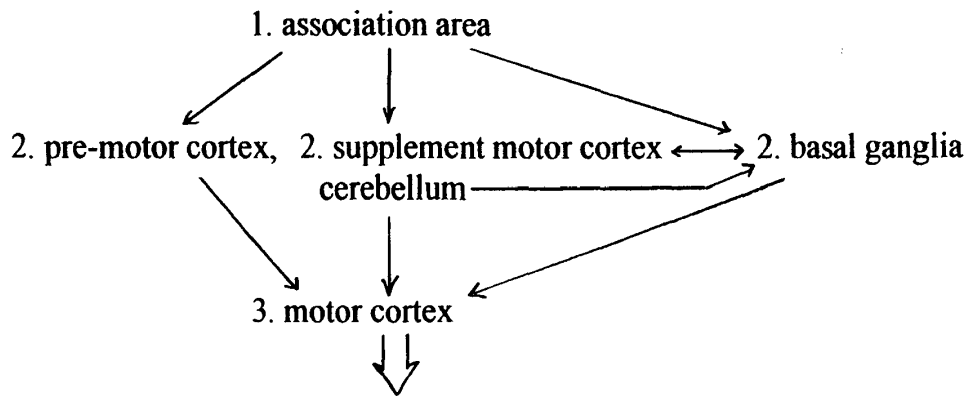 1. association area
2. pre-motor cortex, 2. supplement motor cortex 2. basal ganglia
cerebellum
3. motor cortex